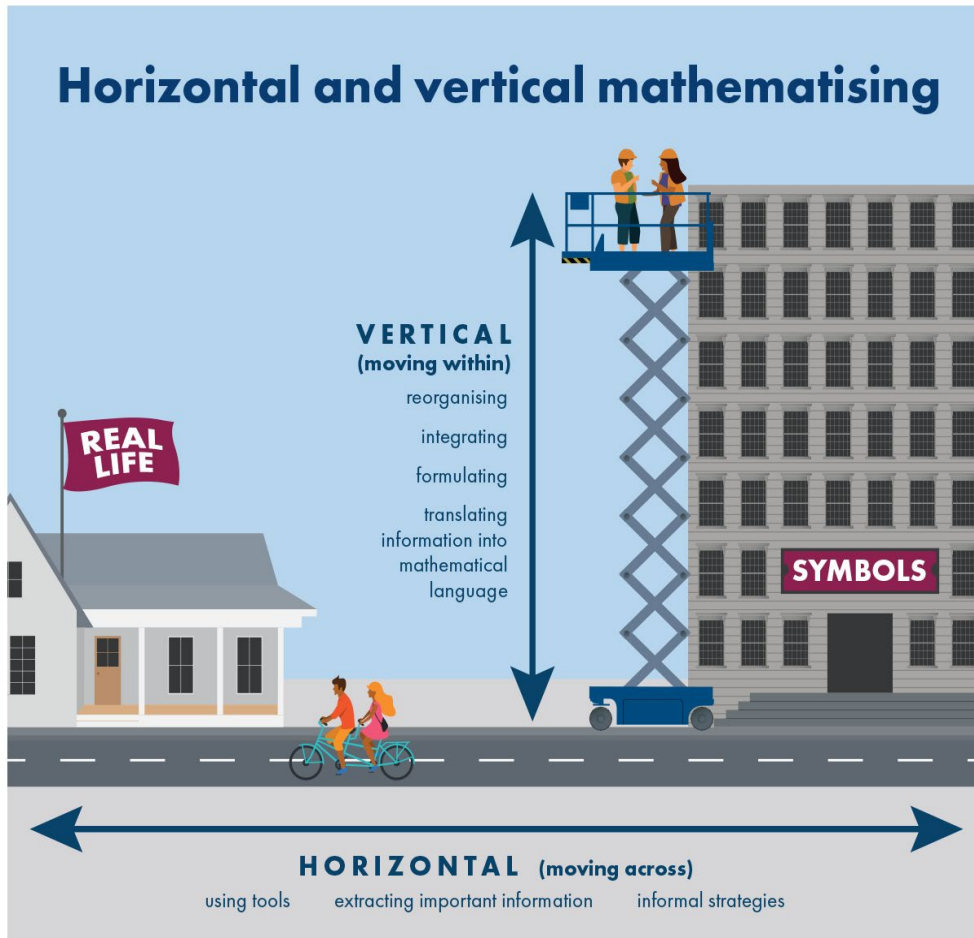 Horizontal and vertical mathematising
VERTICAL
(moving within)
reorganising
integrating
formulating
translating
information into
mathematical
language
REAL
LIFE
SYMBOLS
HORIZONTAL (moving across)
using tools extracting important information informal strategies